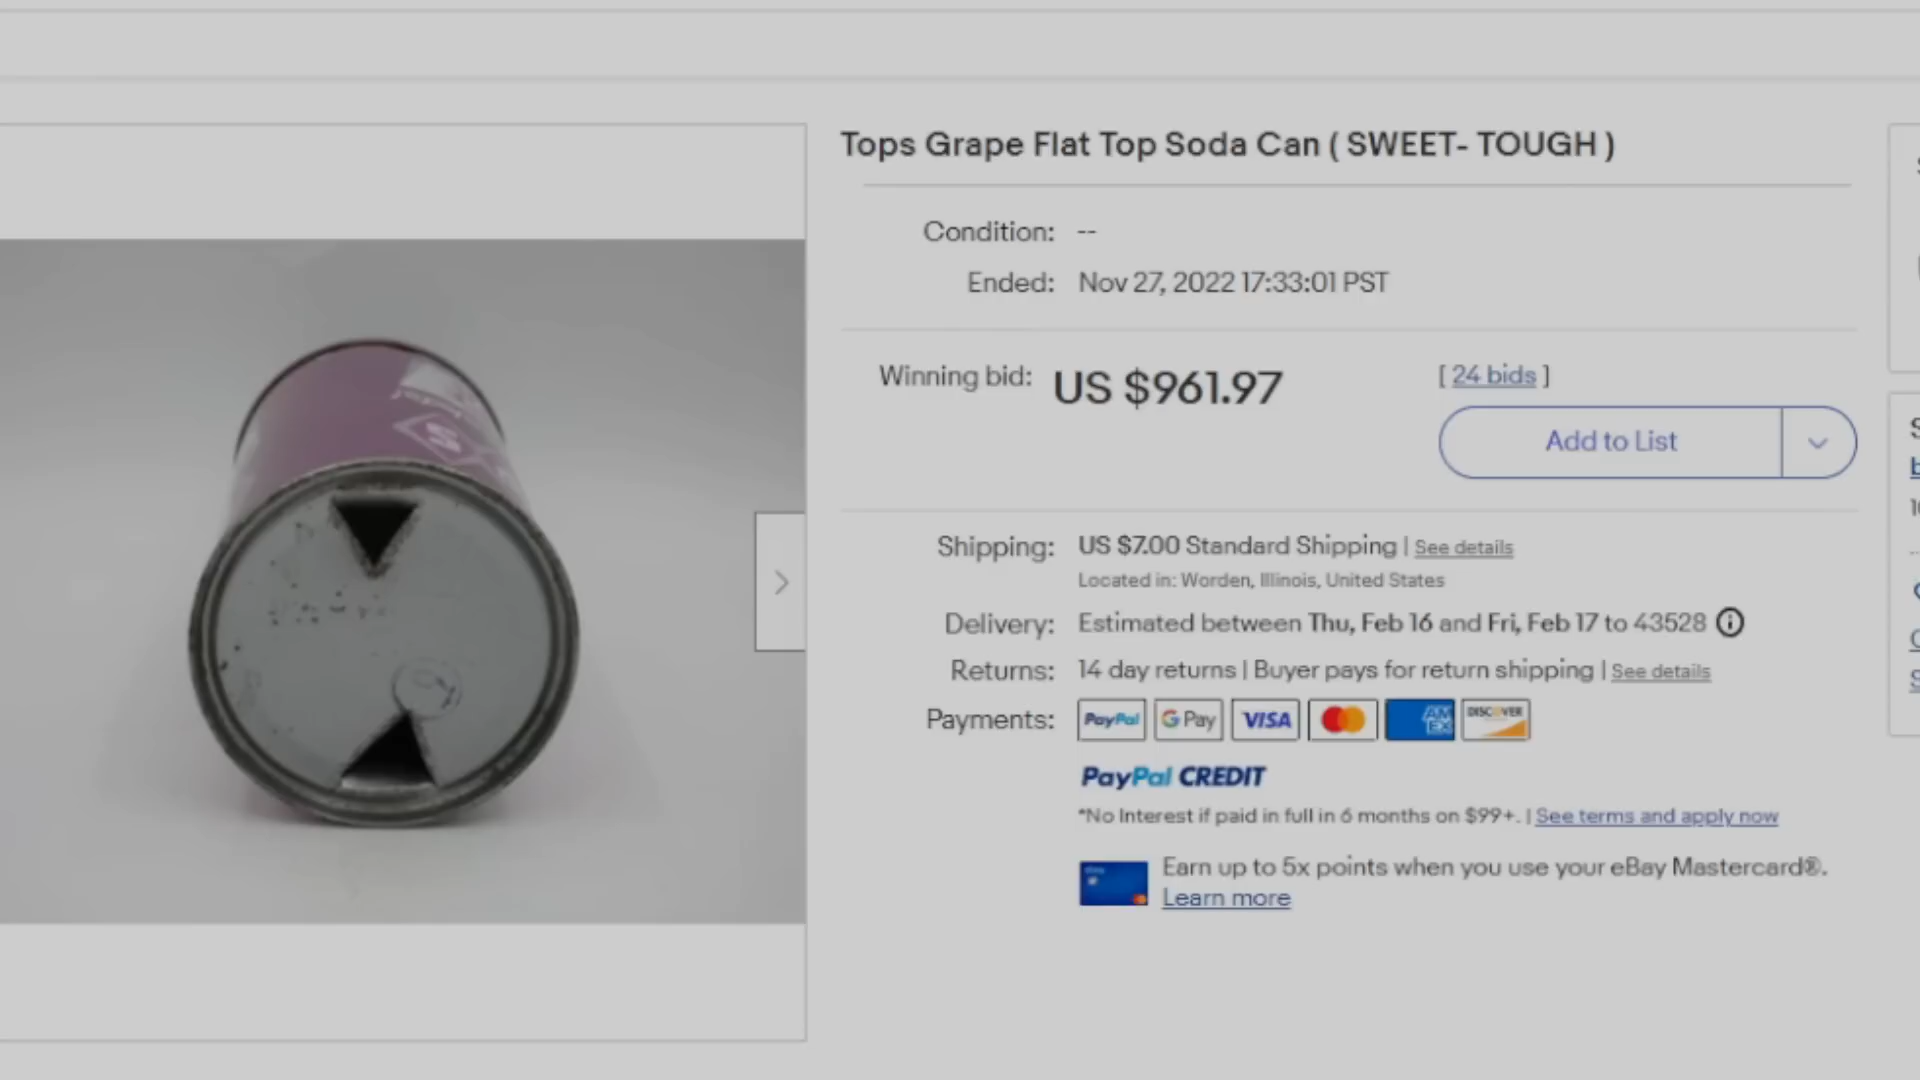 Tops Grape Flat Top Soda Can ( SWEET- TOUGH )
Condition: --
Ended: Nov 27, 2022 17:33:01 PST
Winning bid: US $961.97 [ 24 bids ]
Add to List
Shipping: US $7.00 Standard Shipping | See details
Located in: Worden, Illinois, United States
Delivery: Estimated between Thu, Feb 16 and Fri, Feb 17 to 43528
Returns: 14 day returns | Buyer pays for return shipping | See details
Payments: PayPal G Pay VISA AM EX DISCOVER
PayPal CREDIT
*No Interest if paid in full in 6 months on $99+. | See terms and apply now
Earn up to 5x points when you use your eBay Mastercard®.
Learn more